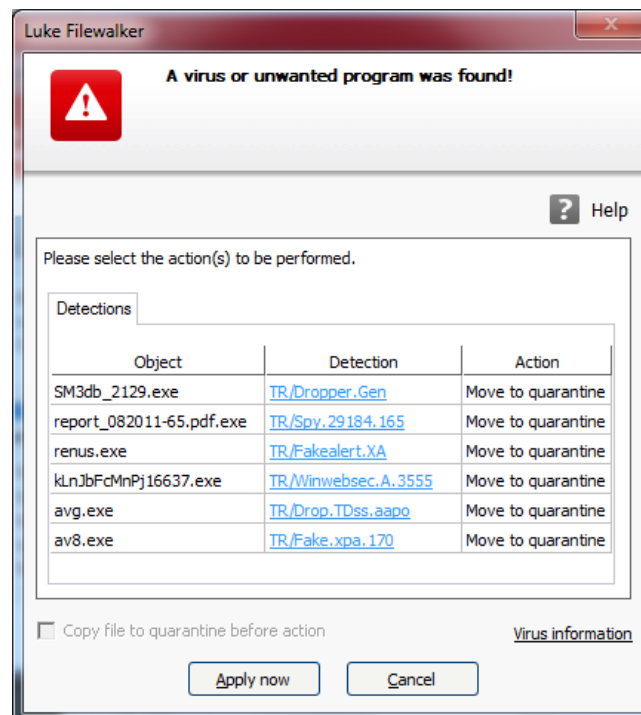 Luke Filewalker
A virus or unwanted program was found!
Help
Please select the action(s) to be performed.
Detections
Object Detection Action
SM3db_2129.exe TR/Dropper.Gen Move to quarantine
report_082011-65.pdf.exe TR/Spy.29184.165 Move to quarantine
renus.exe TR/Fakealert.XA Move to quarantine
kLnJbFcMnPj16637.exe TR/Winwebsec.A.3555 Move to quarantine
avg.exe TR/Drop.TDss.aapo Move to quarantine
av8.exe TR/Fake.xpa.170 Move to quarantine
Copy file to quarantine before action Virus information
Apply now Cancel